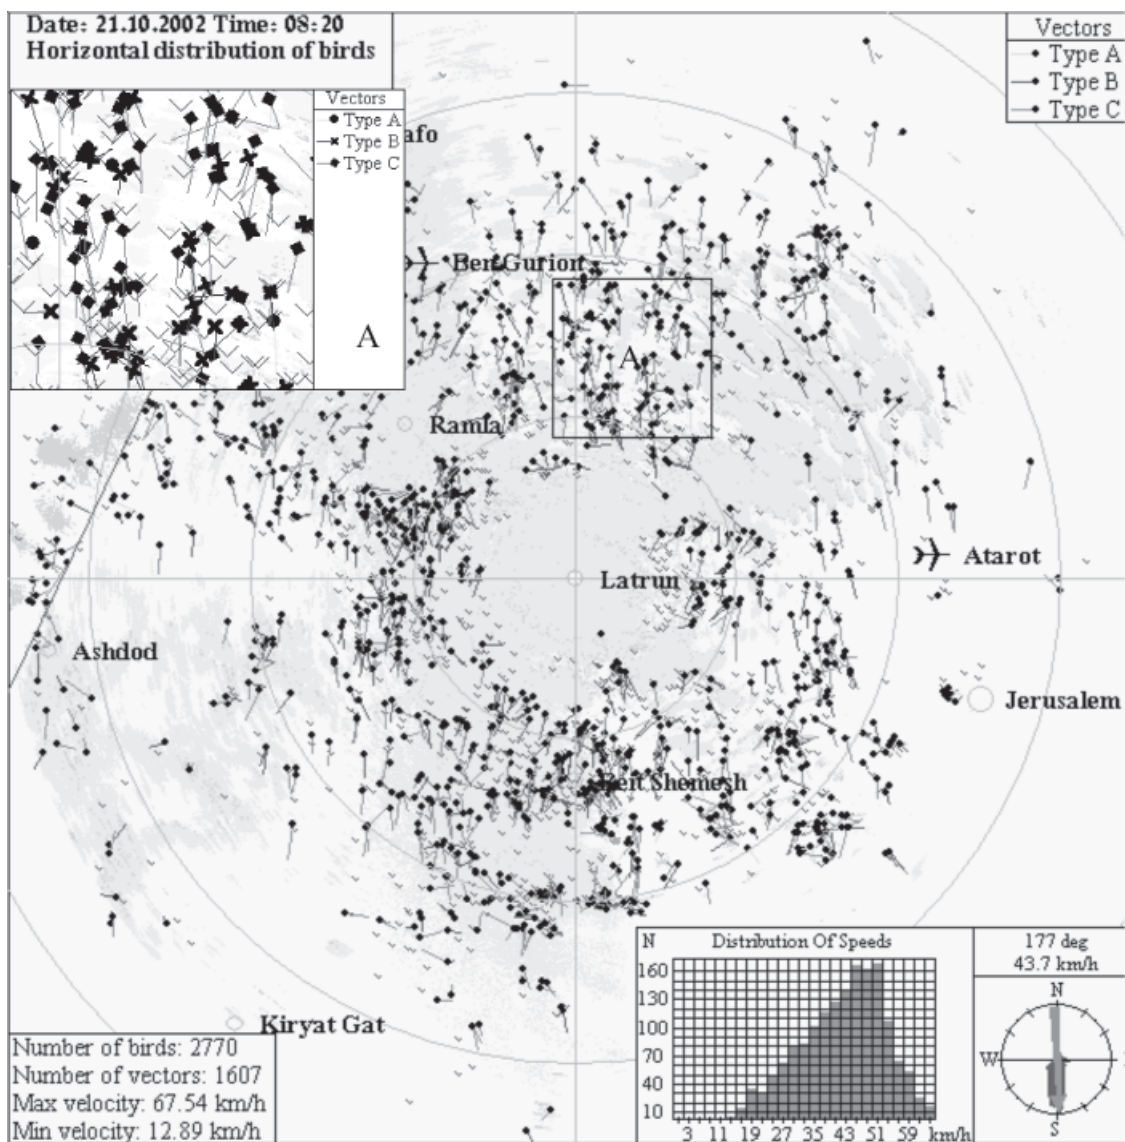 Date: 21.10.2002 Time: 08:20
Horizontal distribution of birds
Vectors
Type A
Type B
Type C
Vectors
Type A
Type B
Type C
A
afo
Ben Gurion
A
Ramla
Latrun
Atarot
Ashdod
Jerusalem
Beit Shemesh
Kiryat Gat
Number of birds: 2770
Number of vectors: 1607
Max velocity: 67.54 km/h
Min velocity: 12.89 km/h
N Distribution Of Speeds
160
130
100
70
40
10
3 11 19 27 35 43 51 59 km/h
177 deg
43.7 km/h
N
W
S